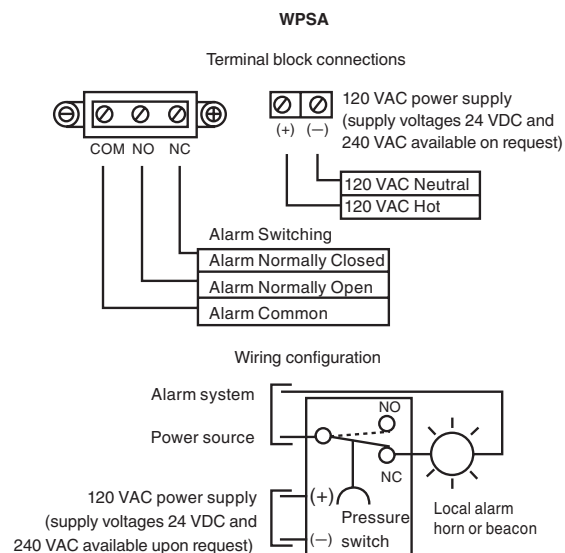 WPSA
Terminal block connections
COM NO NC
(+) (—)
120 VAC power supply
(supply voltages 24 VDC and
240 VAC available on request)
120 VAC Neutral
120 VAC Hot
Alarm Switching
Alarm Normally Closed
Alarm Normally Open
Alarm Common
Wiring configuration
Alarm system
Power source
NO
NC
120 VAC power supply
(supply voltages 24 VDC and
240 VAC available upon request)
(+)
(—)
Pressure
switch
Local alarm
horn or beacon